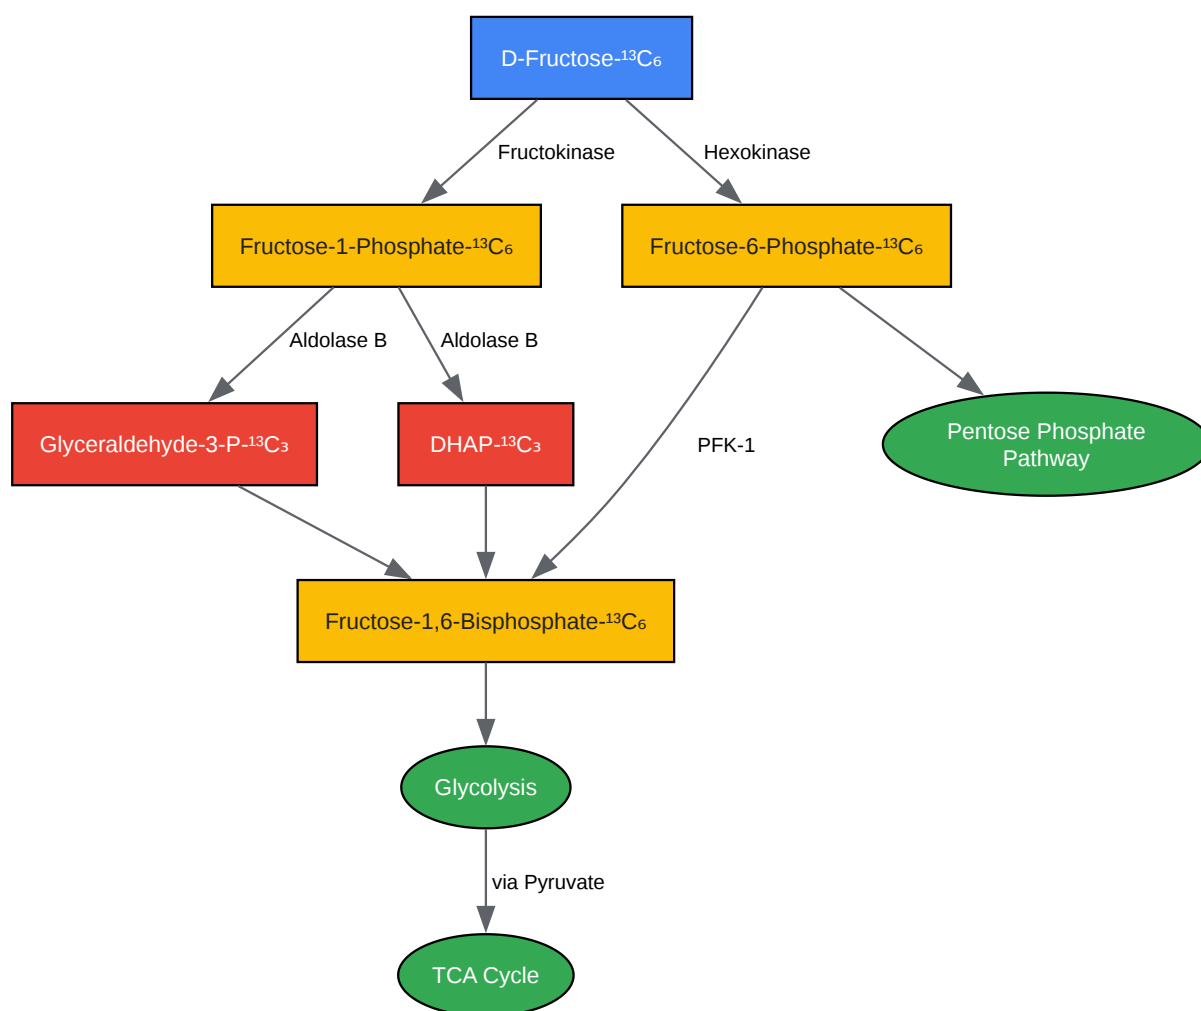 D-Fructose-¹³C₆
Fructokinase
Hexokinase
Fructose-1-Phosphate-¹³C₆
Fructose-6-Phosphate-¹³C₆
Aldolase B
Aldolase B
Glyceraldehyde-3-P-¹³C₃
DHAP-¹³C₃
PFK-1
Pentose Phosphate
Pathway
Fructose-1,6-Bisphosphate-¹³C₆
Glycolysis
via Pyruvate
TCA Cycle